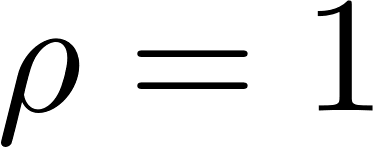 ρ = 1